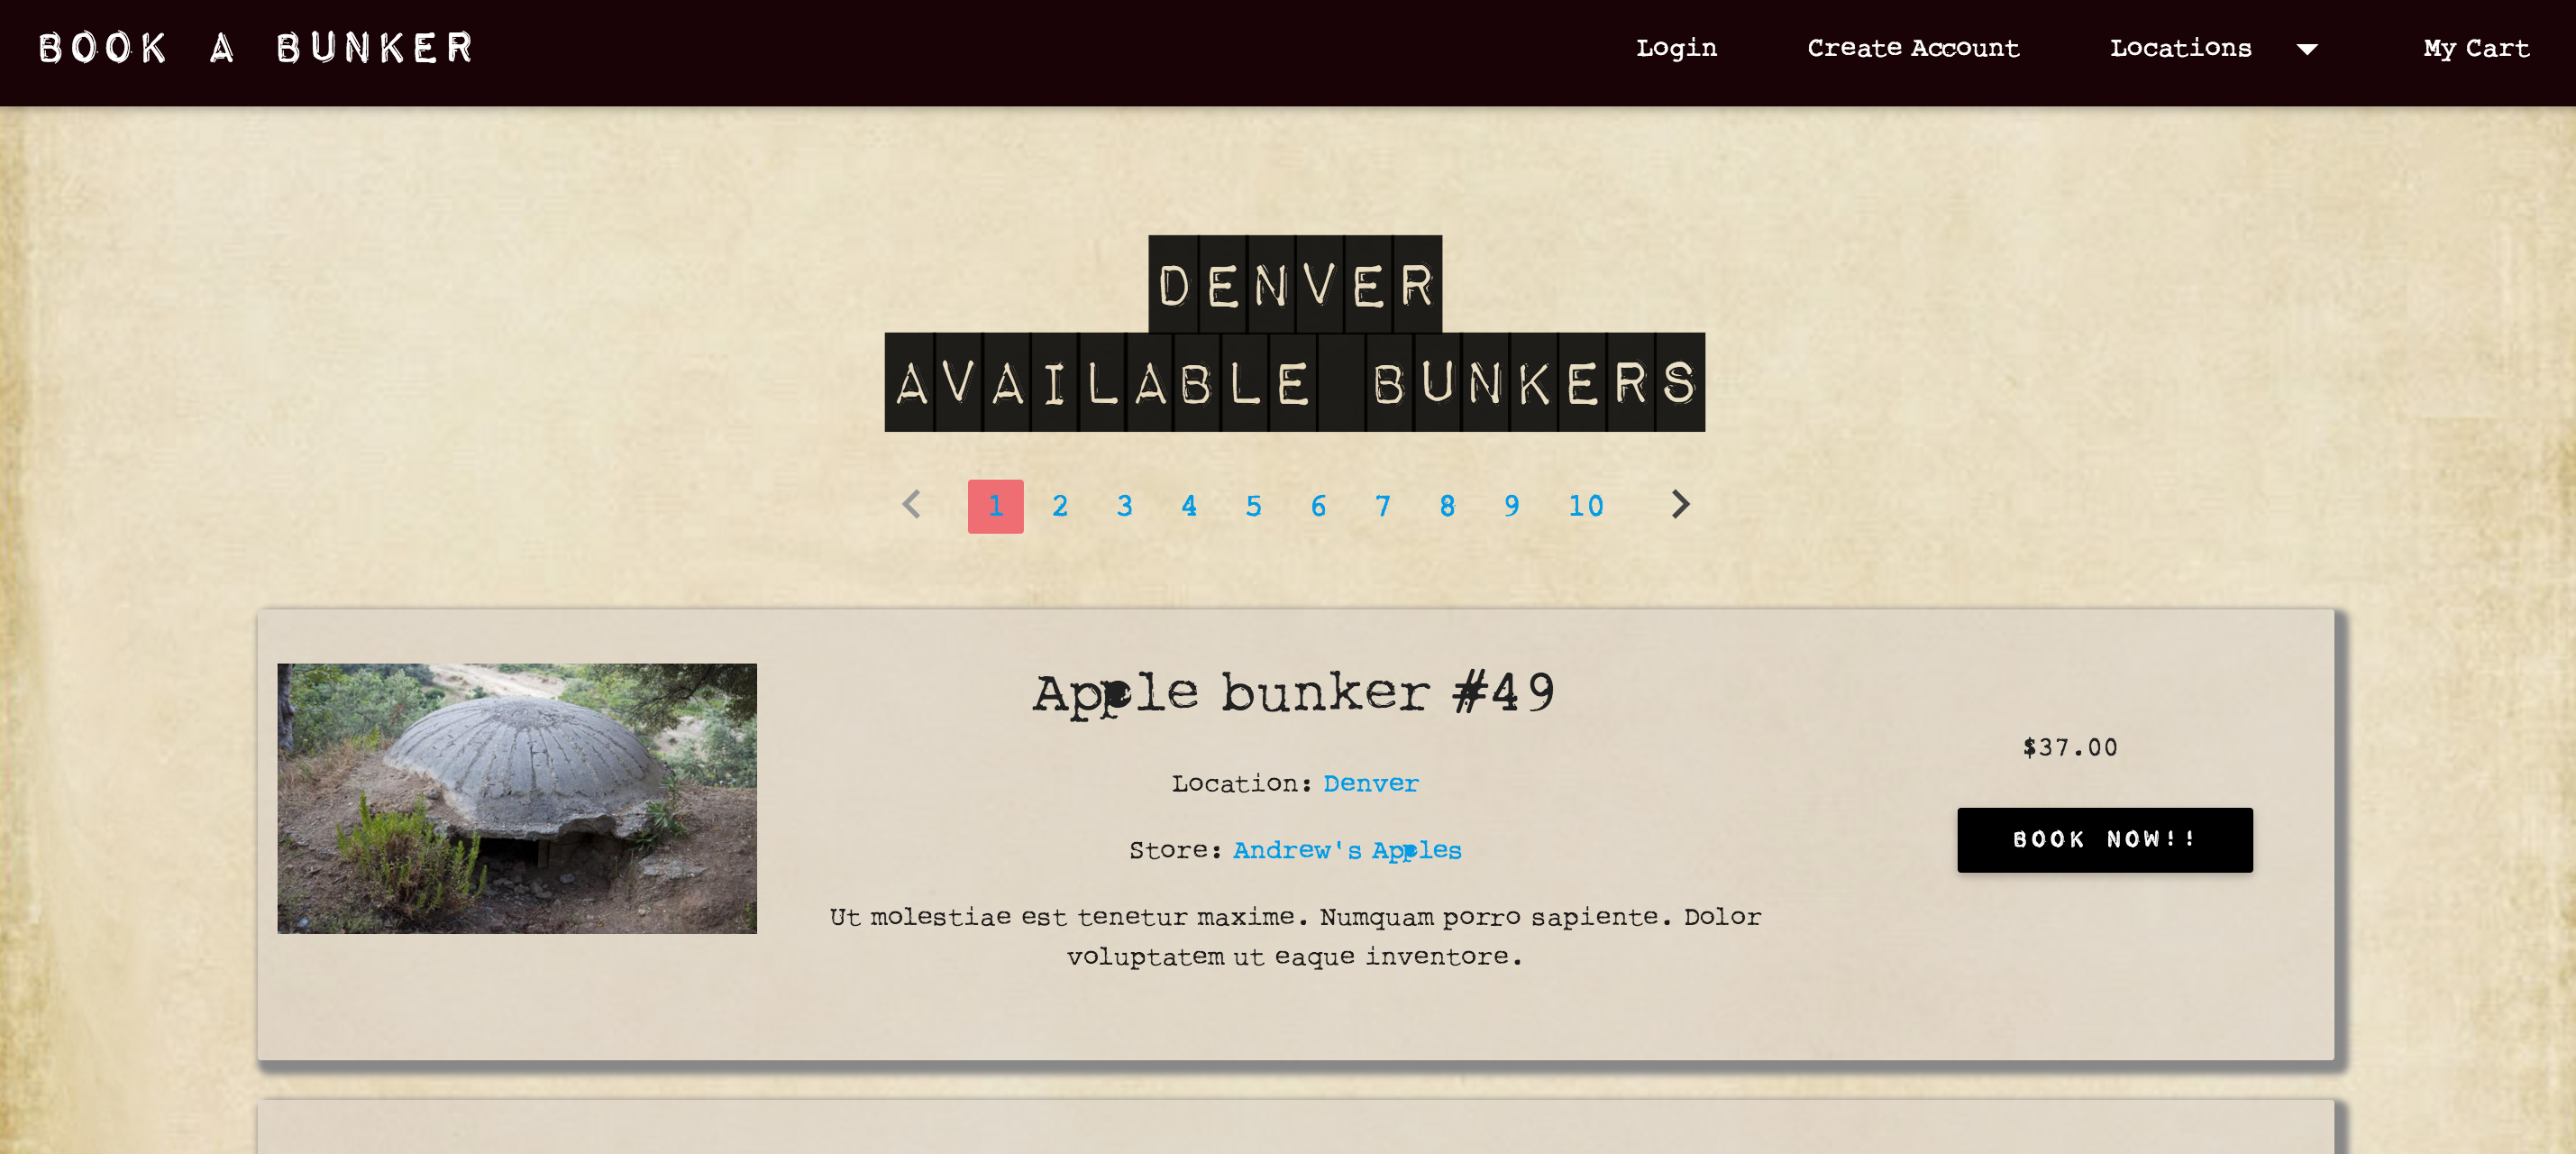 BOOK A BUNKER
Login
Create Account
Locations
My Cart
DENVER
AVAILABLE BUNKERS
1 2 3 4 5 6 7 8 9 10
Apple bunker #49
$37.00
Location: Denver
BOOK NOW!!
Store: Andrew's Apples
Ut molestiae est tenetur maxime. Numquam porro sapiente. Dolor
voluptatem ut eaque inventore.